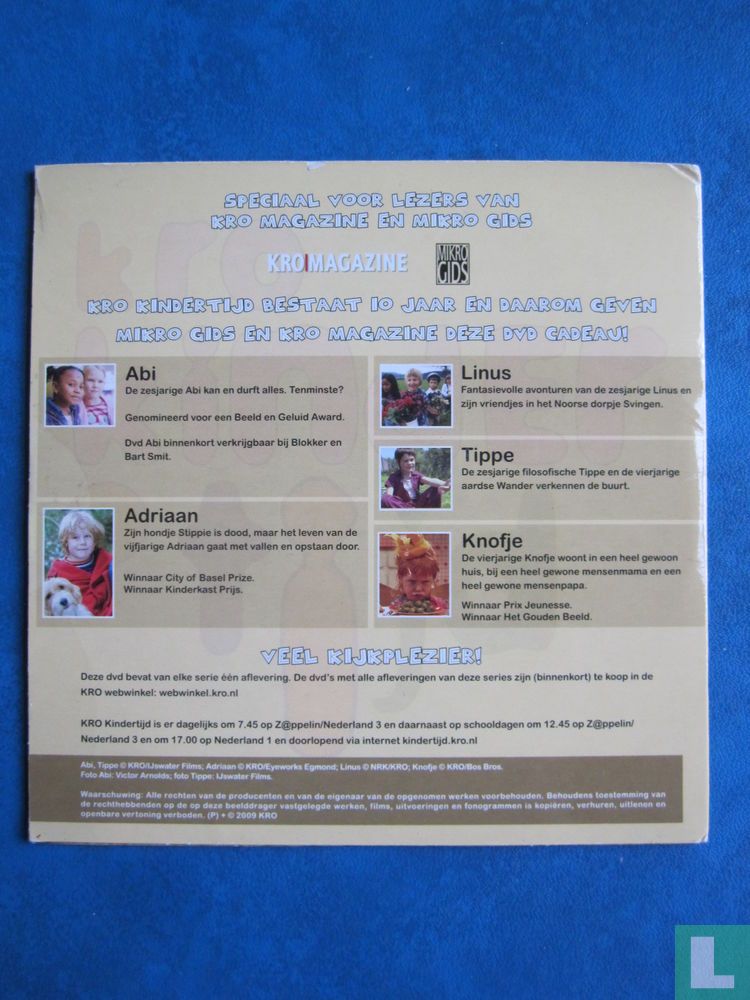 SPECIAAL VOOR LEZERS VAN
KRO MAGAZINE EN MIKRO GIDS
KRO|MAGAZINE
MIKRO
GIDS
KRO KINDERTIJD BESTAAT 10 JAAR EN DAAROM GEVEN
MIKRO GIDS EN KRO MAGAZINE DEZE DVD CADEAU!
Abi
De zesjarige Abi kan en durft alles. Tenminste?
Genomineerd voor een Beeld en Geluid Award.
Dvd Abi binnenkort verkrijgbaar bij Blokker en
Bart Smit.
Adriaan
Zijn hondje Stippie is dood, maar het leven van de
vijfjarige Adriaan gaat met vallen en opstaan door.
Winnaar City of Basel Prize.
Winnaar Kinderkast Prijs.
Linus
Fantasievolle avonturen van de zesjarige Linus en
zijn vriendjes in het Noorse dorpje Svingen.
Tippe
De zesjarige filosofische Tippe en de vierjarige
aardse Wander verkennen de buurt.
Knofje
De vierjarige Knofje woont in een heel gewoon
huis, bij een heel gewone mensenmama en een
heel gewone mensenpapa.
Winnaar Prix Jeunesse.
Winnaar Het Gouden Beeld.
VEEL KIJKPLEZIER!
Deze dvd bevat van elke serie één aflevering. De dvd's met alle afleveringen van deze series zijn (binnenkort) te koop in de
KRO webwinkel: webwinkel.kro.nl
KRO Kindertijd is er dagelijks om 7.45 op Z@ppelin/Nederland 3 en daarnaast op schooldagen om 12.45 op Z@ppelin/
Nederland 3 en om 17.00 op Nederland 1 en doorlopend via internet kindertijd.kro.nl
Abi, Tippe © KRO/IJswater Films; Adriaan © KRO/Eyeworks Egmond; Linus © NRK/KRO; Knofje © KRO/Bos Bros.
Foto Abi: Victor Arnolds; foto Tippe: IJswater Films.
Waarschuwing: Alle rechten van de producenten en van de eigenaar van de opgenomen werken voorbehouden. Behoudens toestemming van
de rechthebbenden op de op deze beelddrager vastgelegde werken, films, uitvoeringen en fonogrammen is kopiëren, verhuren, uitlenen en
openbare vertoning verboden. (P) + © 2009 KRO
L